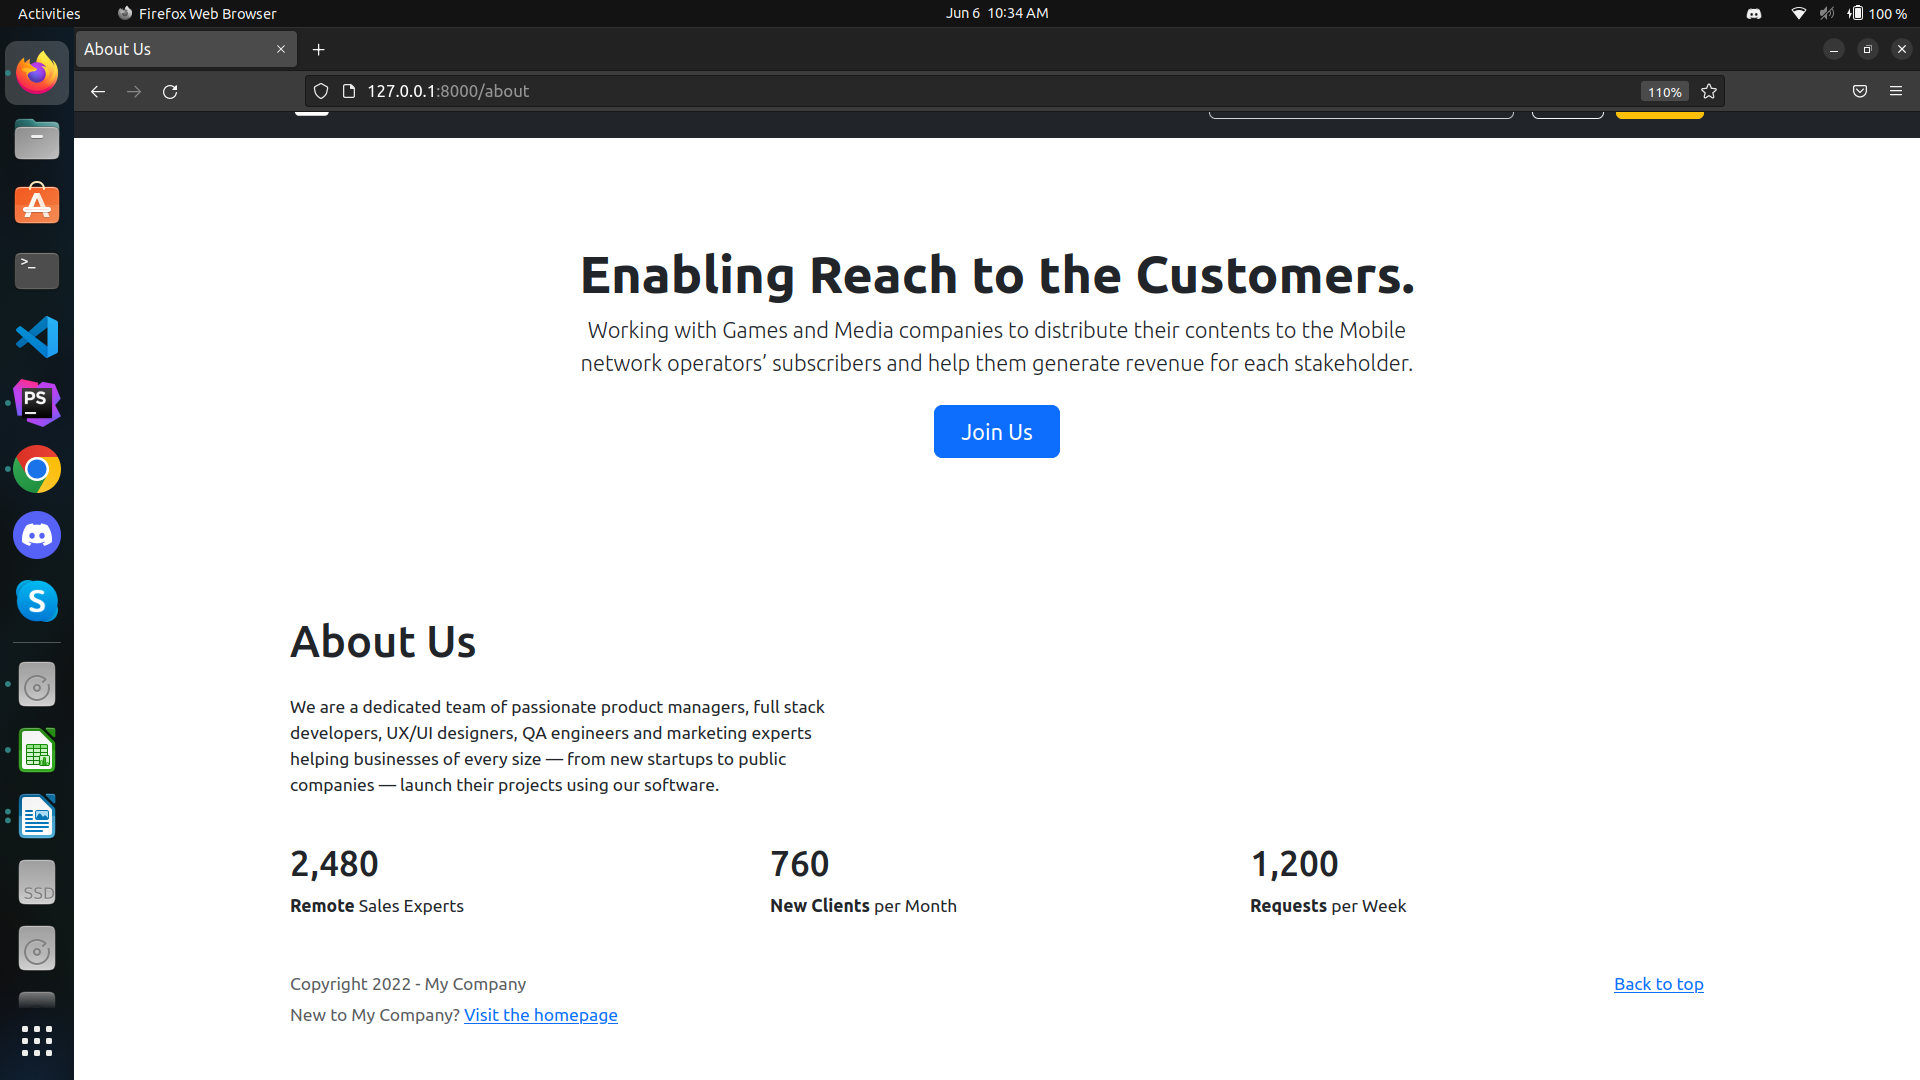 Activities
Firefox Web Browser
Jun 6 10:34 AM
100 %
About Us
127.0.0.1:8000/about
110%
>_
PS
S
SSD
Enabling Reach to the Customers.
Working with Games and Media companies to distribute their contents to the Mobile
network operators’ subscribers and help them generate revenue for each stakeholder.
Join Us
About Us
We are a dedicated team of passionate product managers, full stack
developers, UX/UI designers, QA engineers and marketing experts
helping businesses of every size — from new startups to public
companies — launch their projects using our software.
2,480
Remote Sales Experts
760
New Clients per Month
1,200
Requests per Week
Copyright 2022 - My Company
Back to top
New to My Company? Visit the homepage